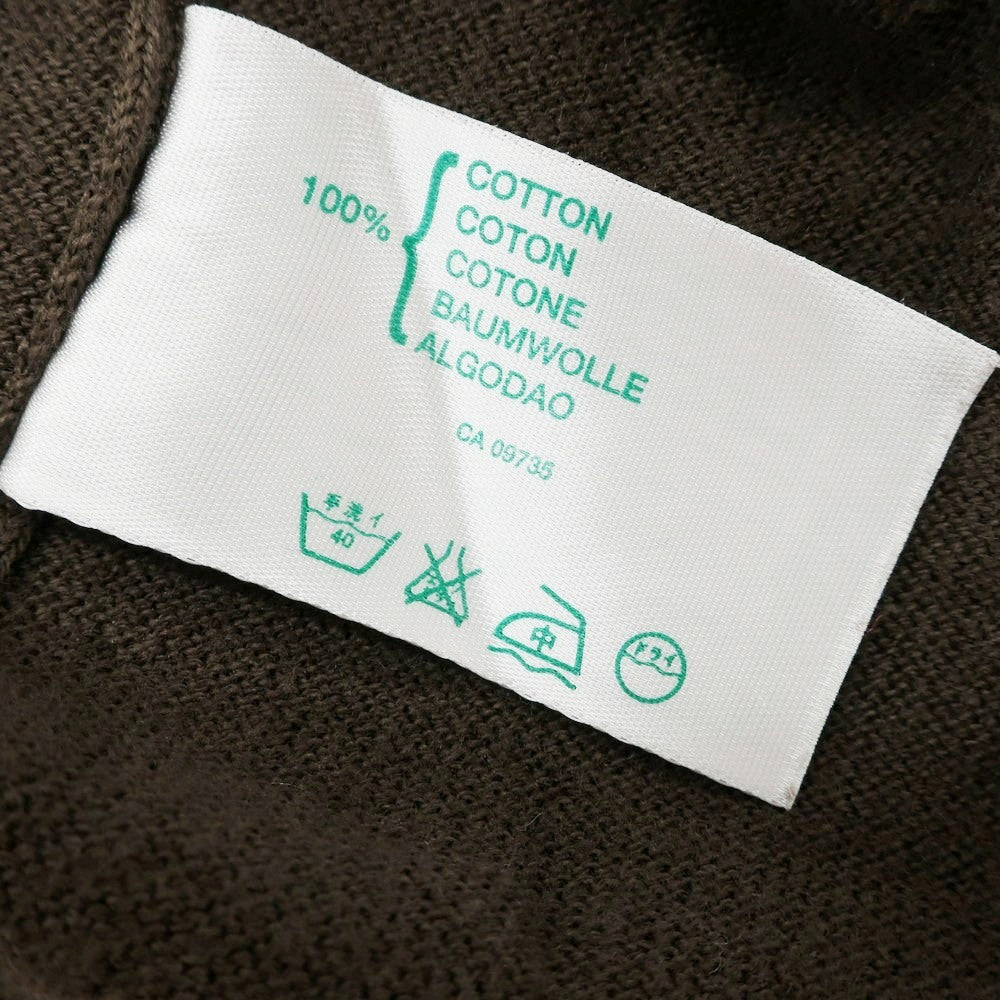 100%
COTTON
COTON
COTONE
BAUMWOLLE
ALGODAO
CA 09735
手洗イ
40
中
ドライ